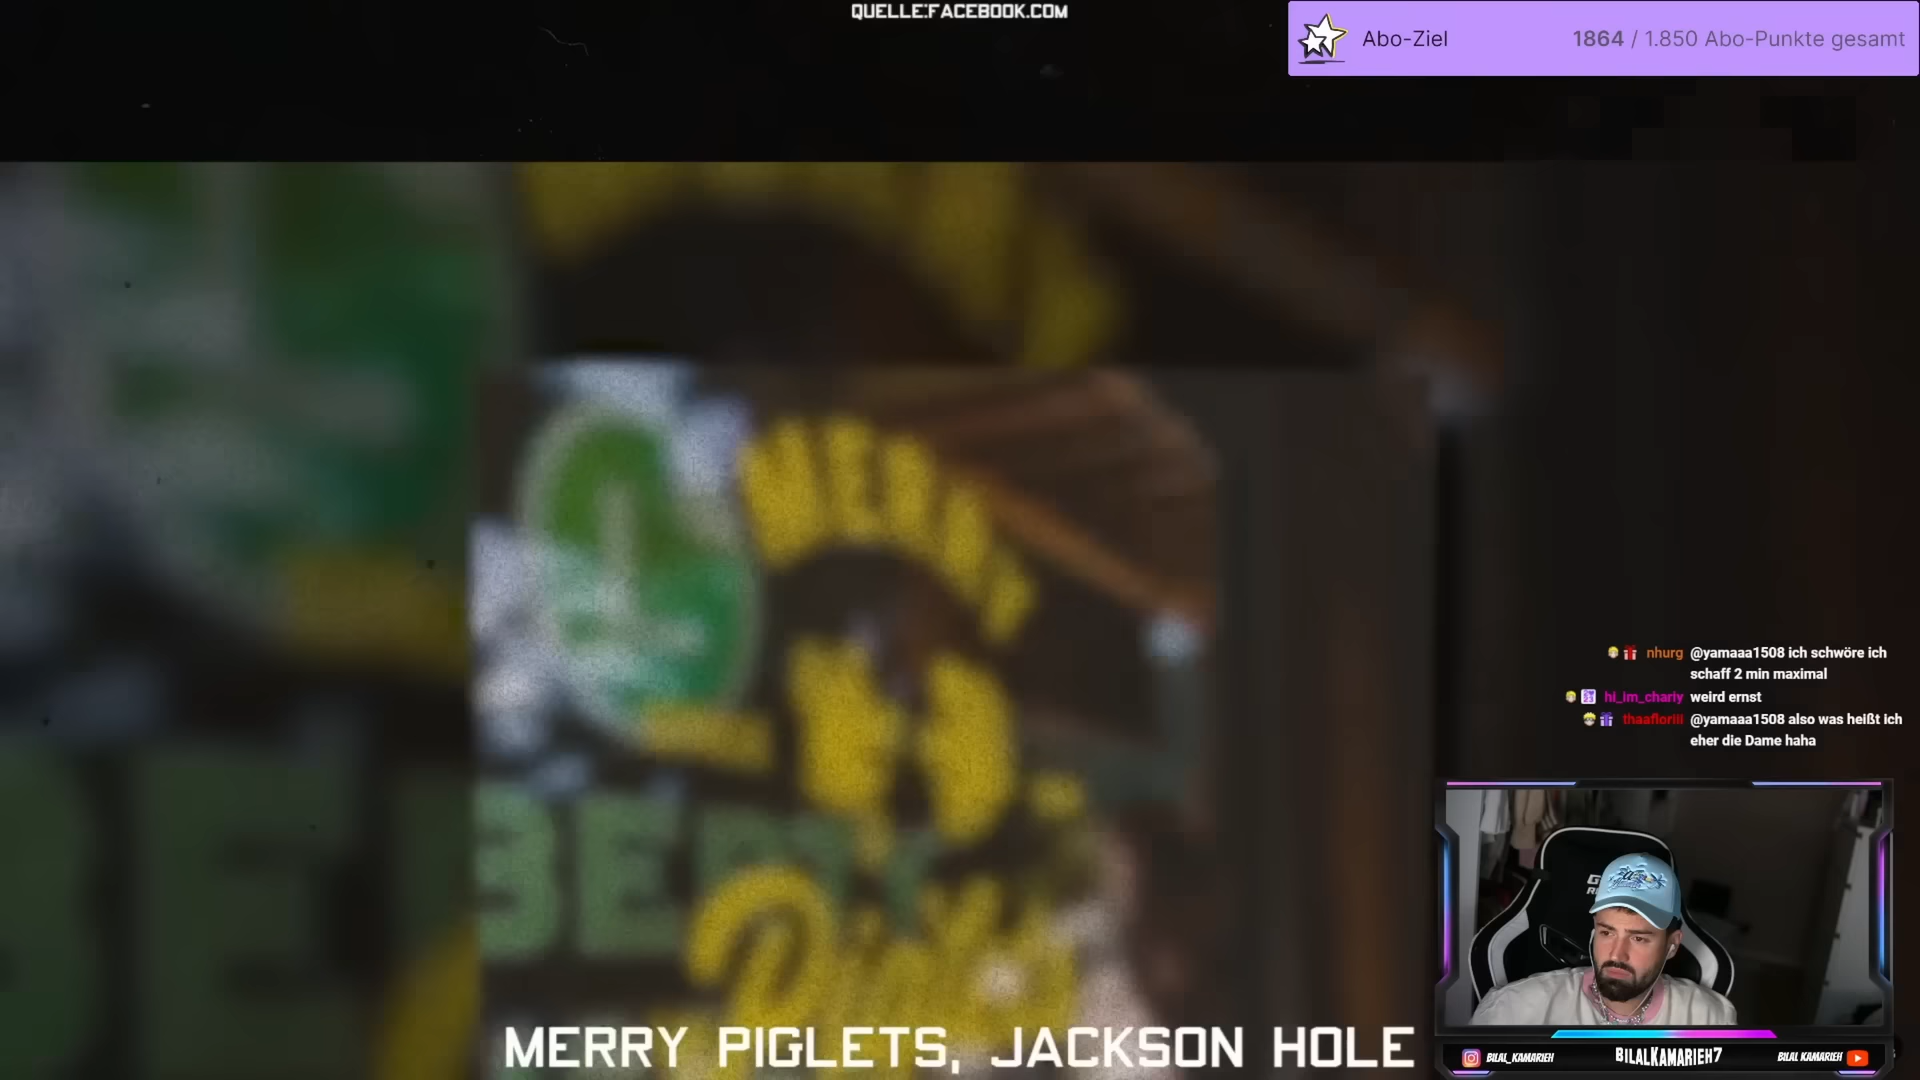 QUELLE:FACEBOOK.COM
Abo-Ziel
1864 / 1.850 Abo-Punkte gesamt
nhurg @yamaaa1508 ich schwöre ich
schaff 2 min maximal
hi_im_chariy weird ernst
thaafloriii @yamaaa1508 also was heißt ich
eher die Dame haha
MERRY PIGLETS, JACKSON HOLE
BILAL_KAMARIEH
BILALKAMARIEH7
BILAL KAMARIEH